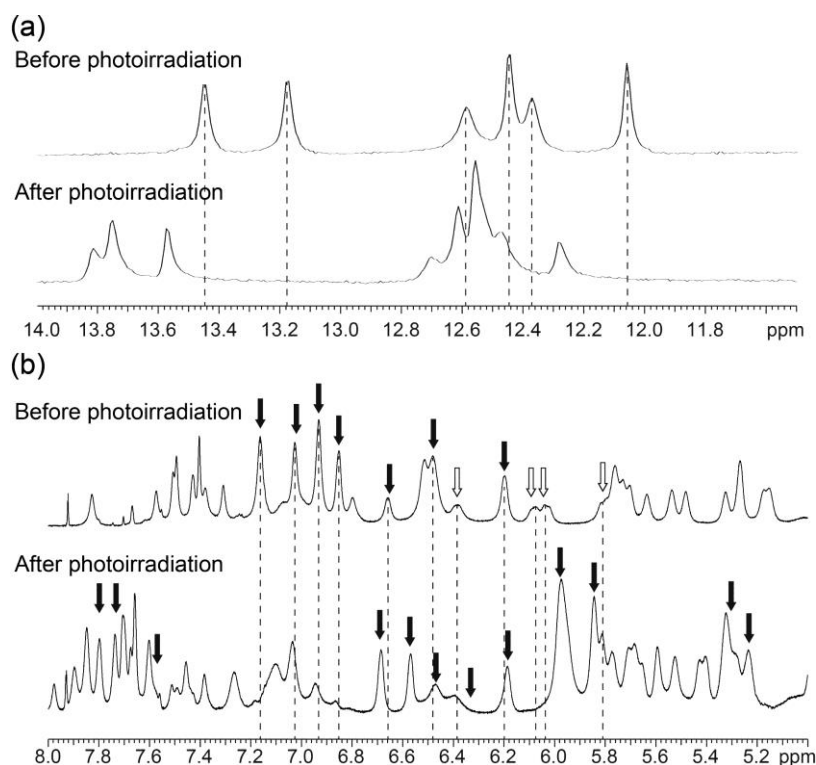 (a)
Before photoirradiation
After photoirradiation
14.0 13.8 13.6 13.4 13.2 13.0 12.8 12.6 12.4 12.2 12.0 11.8 ppm
(b)
Before photoirradiation
After photoirradiation
8.0 7.8 7.6 7.4 7.2 7.0 6.8 6.6 6.4 6.2 6.0 5.8 5.6 5.4 5.2 ppm